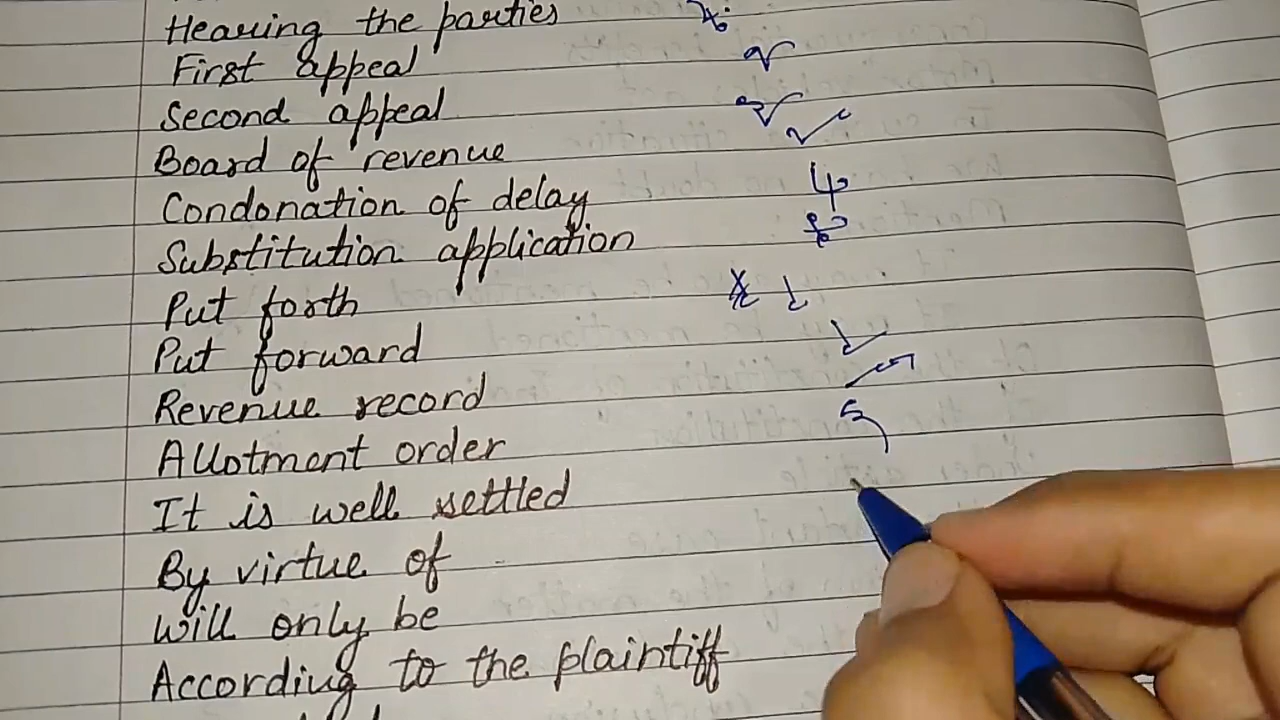 Hearing the parties
First appeal
Second appeal
Board of revenue
Condonation of delay
Substitution application
Put forth
Put forward
Revenue record
Allotment order
It is well settled
By virtue of
Will only be
According to the plaintiff